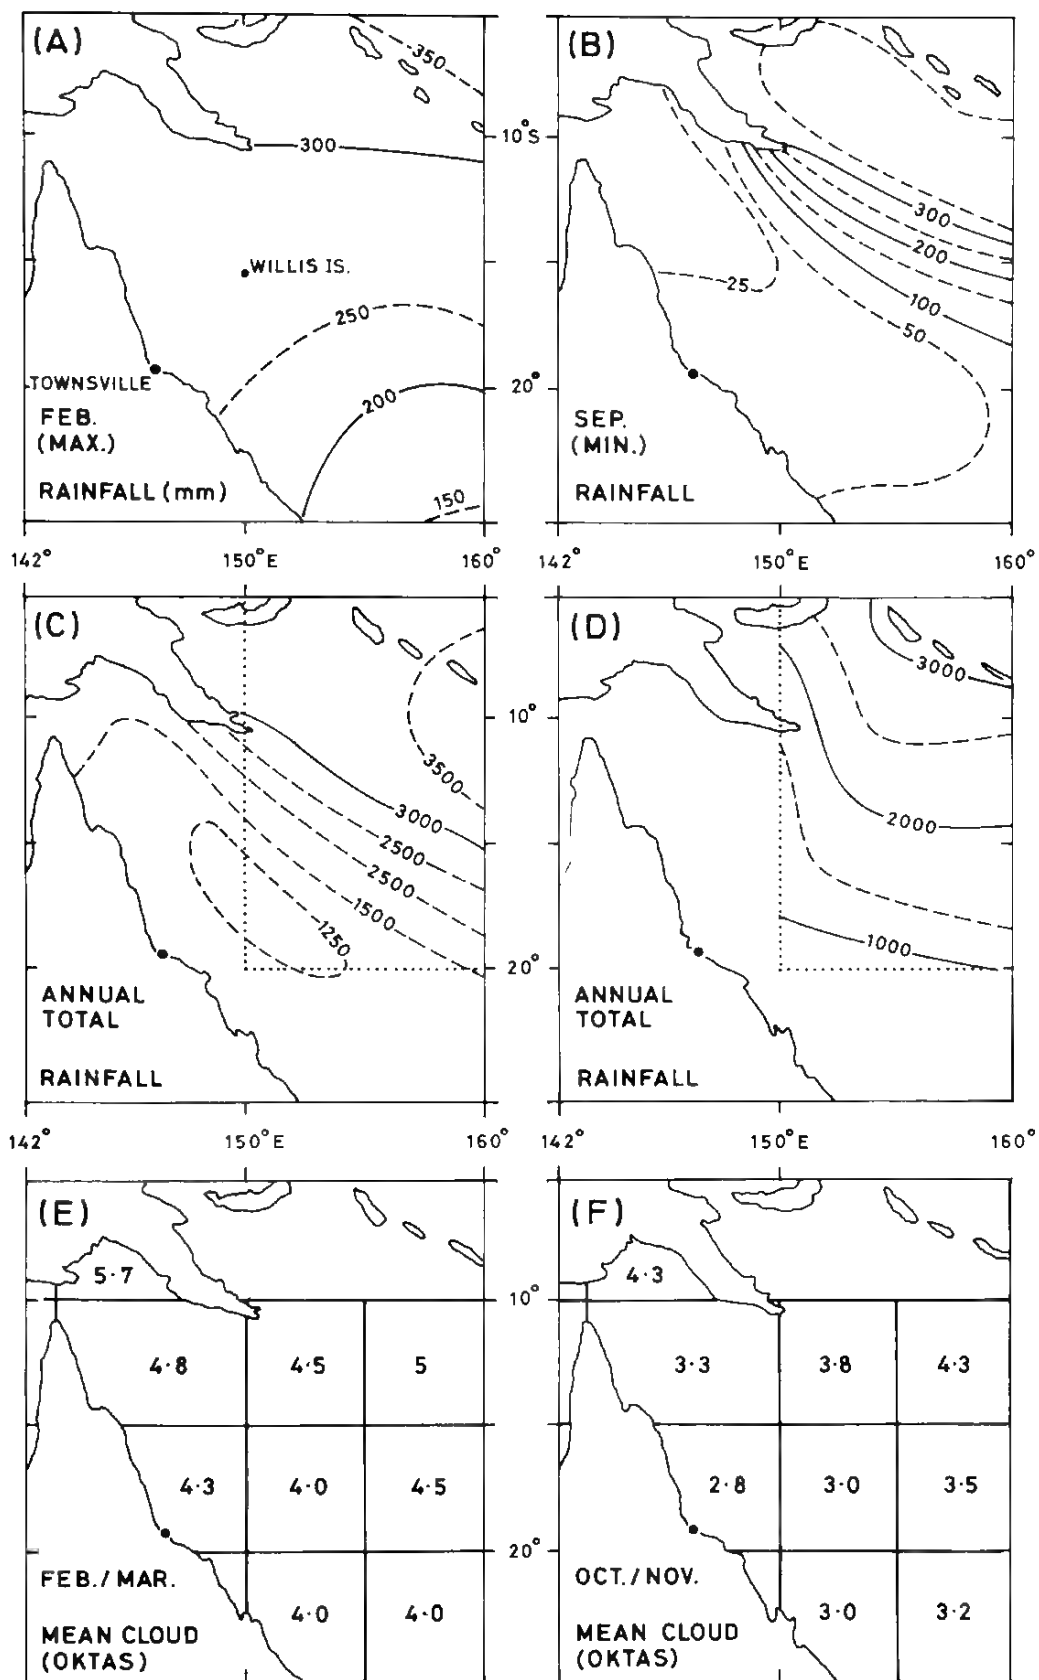 (A)
350
300
10°S
WILLIS IS.
250
TOWNSVILLE
200
20°
FEB.
(MAX.)
RAINFALL (mm)
150
142°
150°E
160°
(B)
300
200
25
100
50
SEP.
(MIN.)
RAINFALL
150°E
160°
(C)
10°
3500
3000
2500
2500
1500
1250
20°
ANNUAL
TOTAL
RAINFALL
142°
150°E
160°
(D)
3000
2000
1000
ANNUAL
TOTAL
RAINFALL
150°E
160°
(E)
5·7
10°
4·8
4·5
5
4·3
4·0
4·5
20°
FEB./MAR.
4·0
4·0
MEAN CLOUD
(OKTAS)
(F)
4·3
3·3
3·8
4·3
2·8
3·0
3·5
OCT./NOV.
3·0
3·2
MEAN CLOUD
(OKTAS)